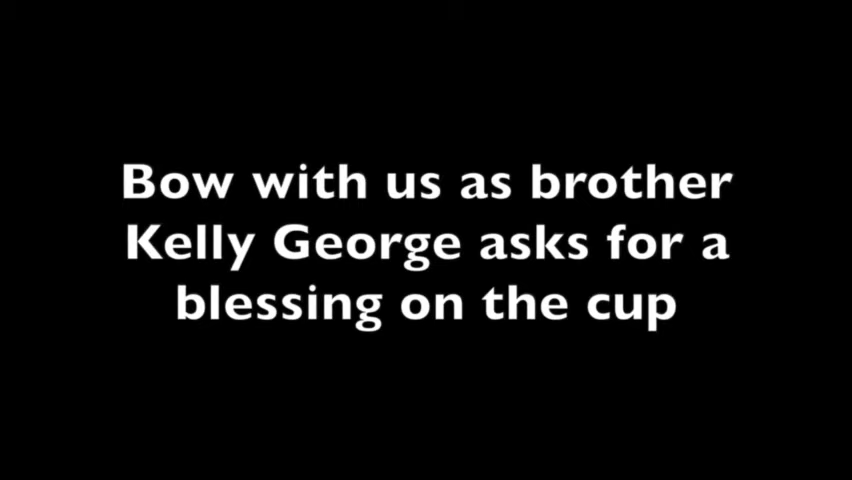 Bow with us as brother
Kelly George asks for a
blessing on the cup